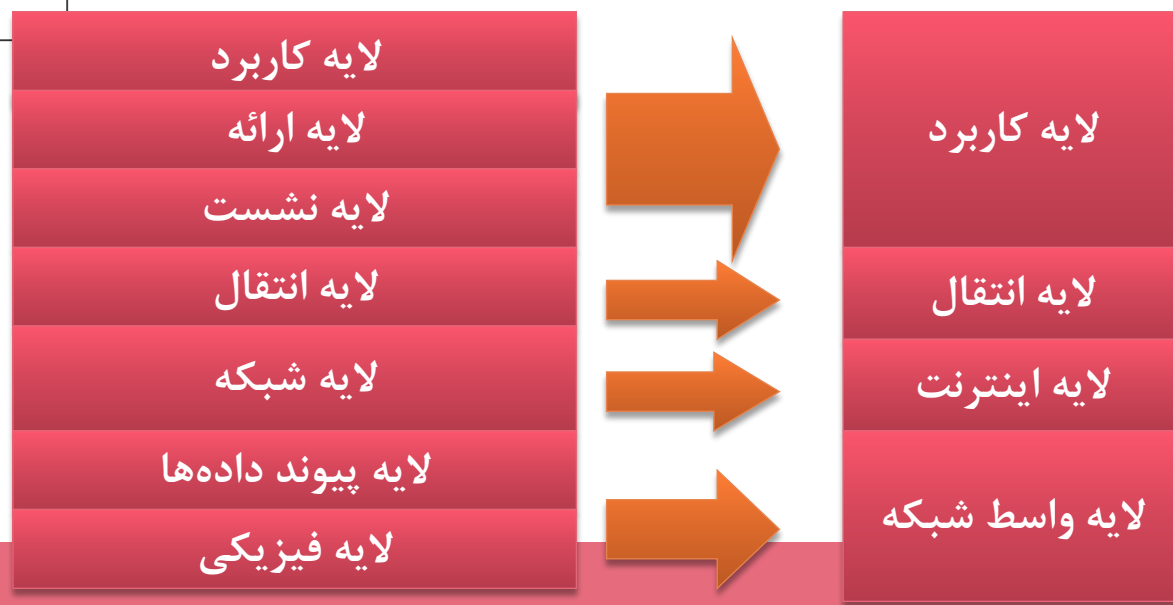 لایه کاربرد
لایه ارائه
لایه نشست
لایه انتقال
لایه شبکه
لایه پیوند داده‌ها
لایه فیزیکی
لایه کاربرد
لایه انتقال
لایه اینترنت
لایه واسط شبکه